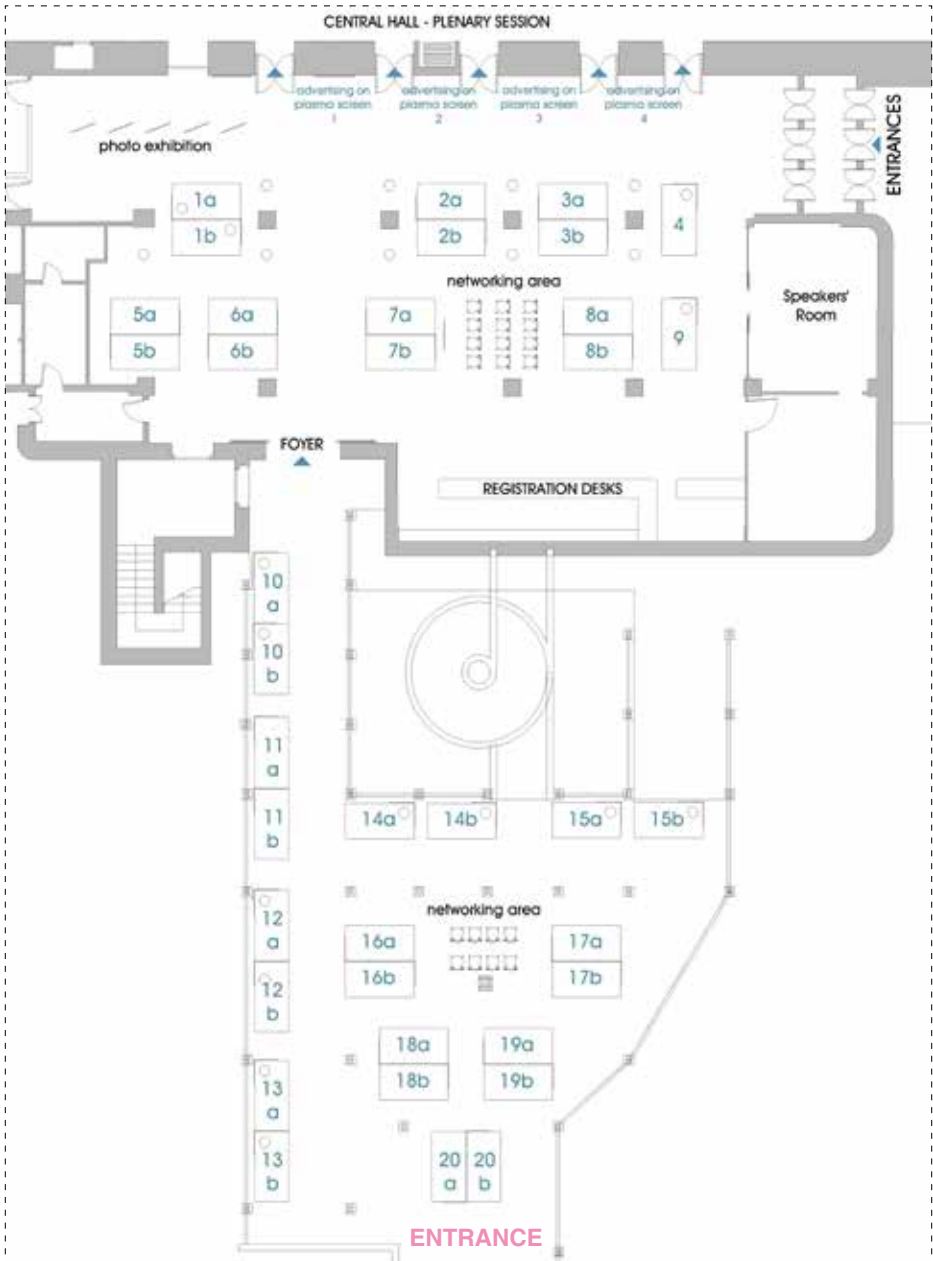 CENTRAL HALL - PLENARY SESSION
advertising on
plasma screen
1
advertising on
plasma screen
2
advertising on
plasma screen
3
advertising on
plasma screen
4
ENTRANCES
photo exhibition
1a
1b
2a
2b
3a
3b
4
networking area
Speakers'
Room
5a
5b
6a
6b
7a
7b
8a
8b
9
FOYER
REGISTRATION DESKS
10
a
10
b
11
a
11
b
14a
14b
15a
15b
networking area
12
a
12
b
16a
16b
17a
17b
18a
18b
19a
19b
13
a
13
b
20
a
20
b
ENTRANCE